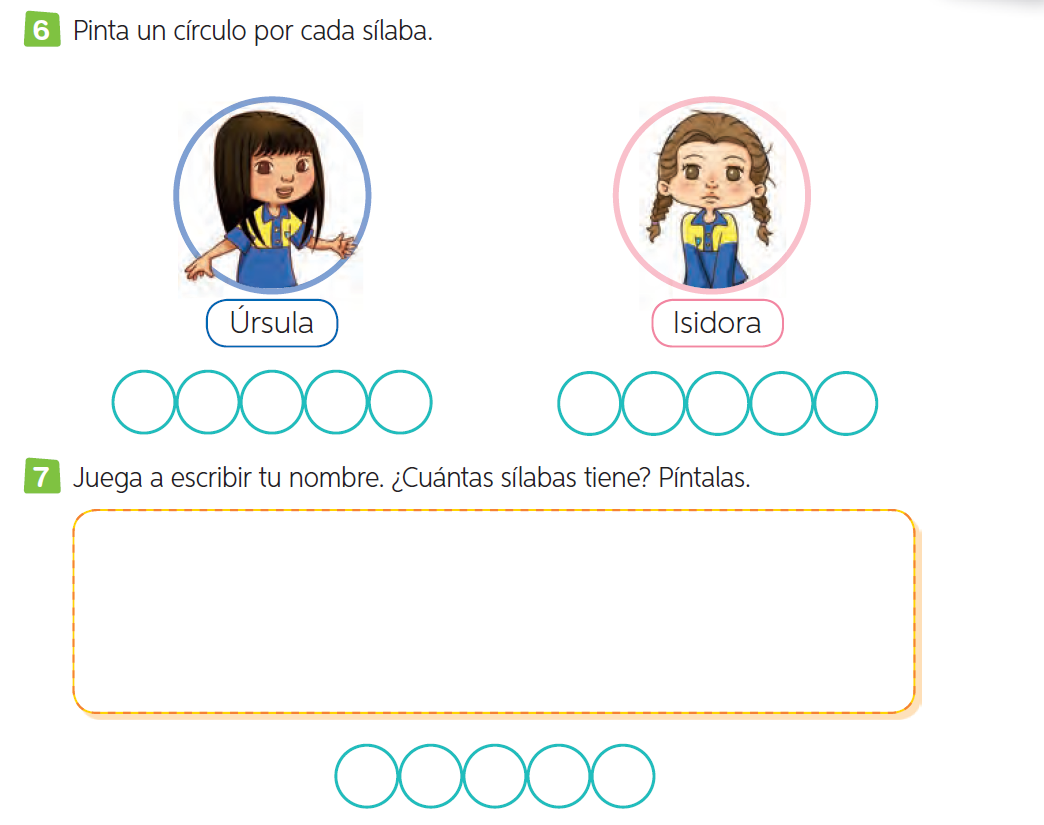 6 Pinta un círculo por cada sílaba.
Úrsula
Isidora
7 Juega a escribir tu nombre. ¿Cuántas sílabas tiene? Píntalas.